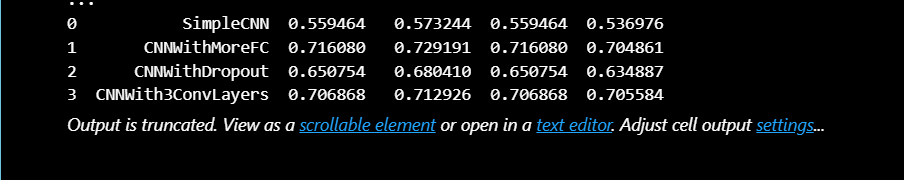 ...
0 SimpleCNN 0.559464 0.573244 0.559464 0.536976
1 CNNWithMoreFC 0.716080 0.729191 0.716080 0.704861
2 CNNWithDropout 0.650754 0.680410 0.650754 0.634887
3 CNNWith3ConvLayers 0.706868 0.712926 0.706868 0.705584
Output is truncated. View as a scrollable element or open in a text editor. Adjust cell output settings...